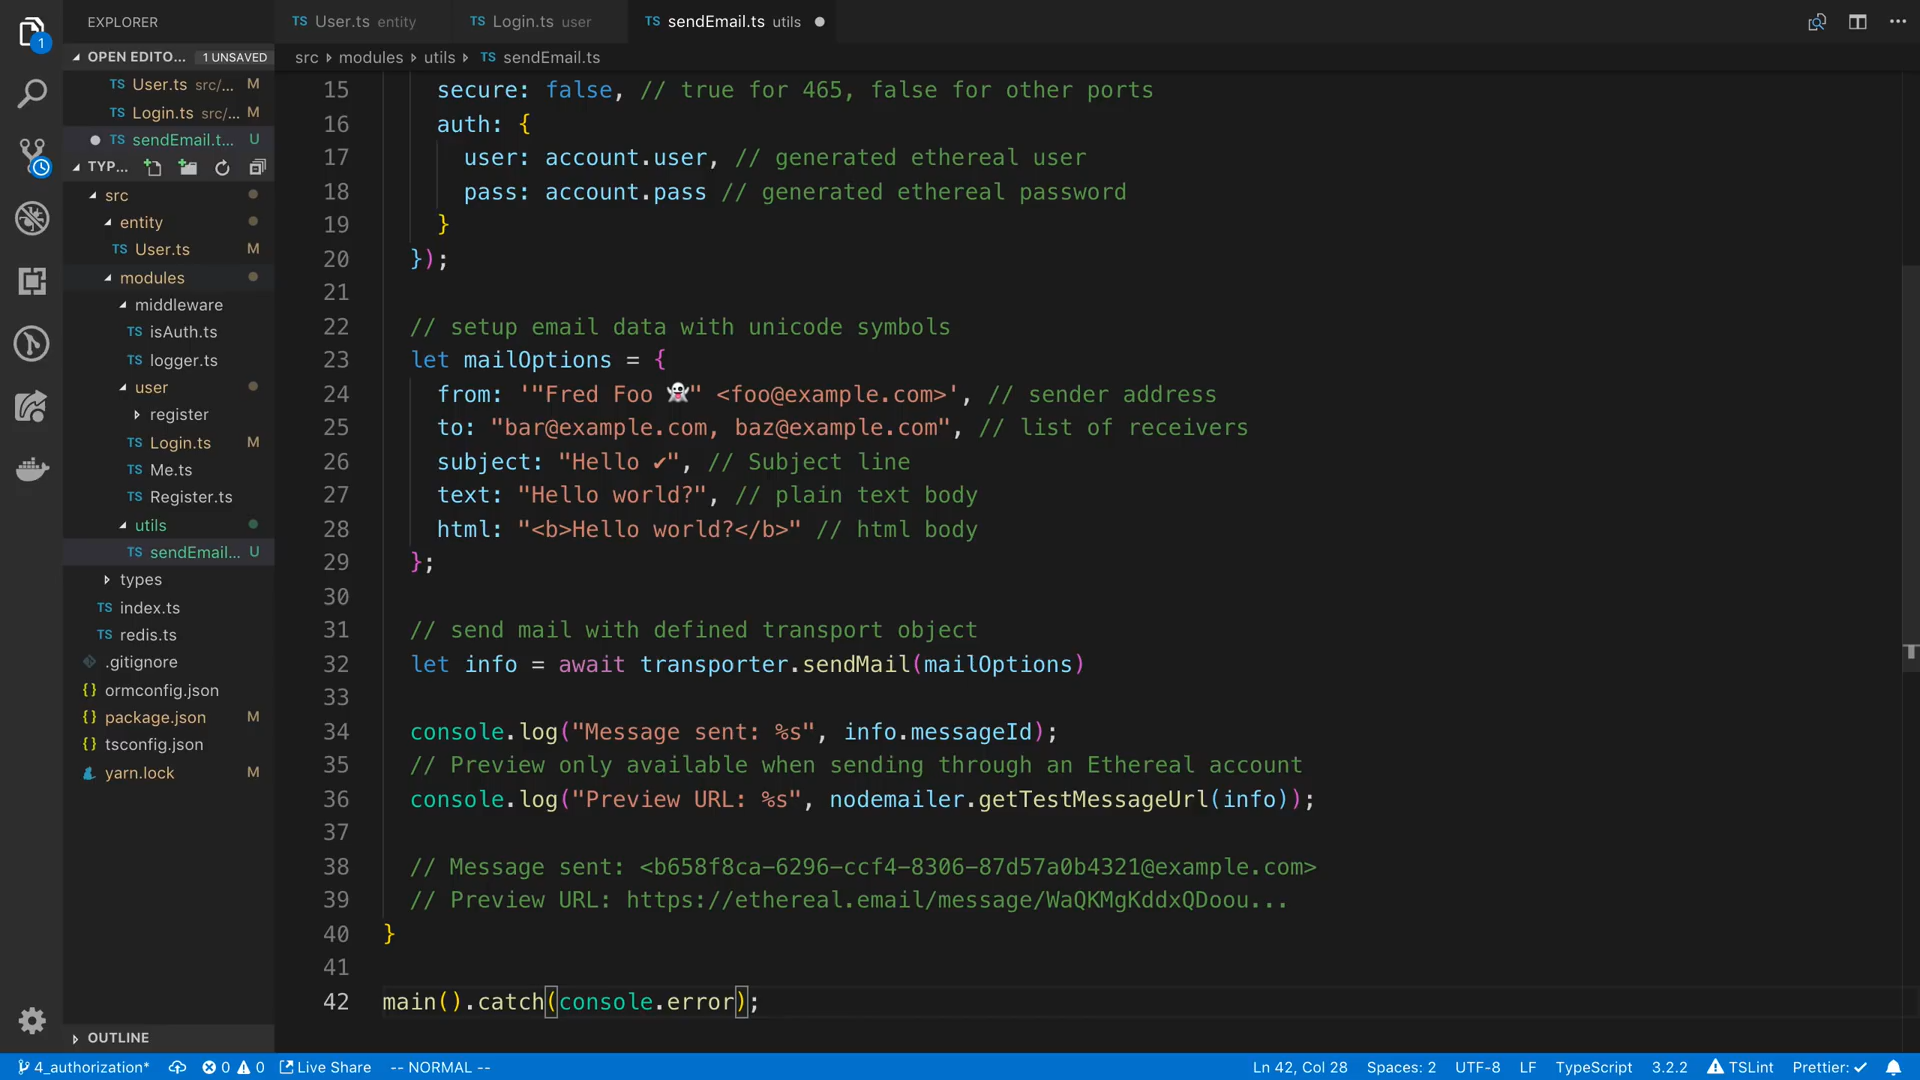 EXPLORER
User.ts entity
Login.ts user
sendEmail.ts utils
OPEN EDITO... 1 UNSAVED
TS User.ts src/... M
TS Login.ts src/... M
TS sendEmail.t... U
TYP...
src
entity
TS User.ts M
modules
middleware
TS isAuth.ts
TS logger.ts
user
register
TS Login.ts M
TS Me.ts
TS Register.ts
utils
TS sendEmail... U
types
TS index.ts
TS redis.ts
.gitignore
{} ormconfig.json
{} package.json M
{} tsconfig.json
yarn.lock M
OUTLINE
src modules utils TS sendEmail.ts
15 secure: false, // true for 465, false for other ports
16 auth: {
17 user: account.user, // generated ethereal user
18 pass: account.pass // generated ethereal password
19 }
20 });
21
22 // setup email data with unicode symbols
23 let mailOptions = {
24 from: '"Fred Foo 👻" <foo@example.com>', // sender address
25 to: "bar@example.com, baz@example.com", // list of receivers
26 subject: "Hello ✔", // Subject line
27 text: "Hello world?", // plain text body
28 html: "<b>Hello world?</b>" // html body
29 };
30
31 // send mail with defined transport object
32 let info = await transporter.sendMail(mailOptions)
33
34 console.log("Message sent: %s", info.messageId);
35 // Preview only available when sending through an Ethereal account
36 console.log("Preview URL: %s", nodemailer.getTestMessageUrl(info));
37
38 // Message sent: <b658f8ca-6296-ccf4-8306-87d57a0b4321@example.com>
39 // Preview URL: https://ethereal.email/message/WaQKMgKddxQDoou...
40 }
41
42 main().catch(console.error);
4_authorization* 0 0 Live Share -- NORMAL -- Ln 42, Col 28 Spaces: 2 UTF-8 LF TypeScript 3.2.2 TSLint Prettier: ✓